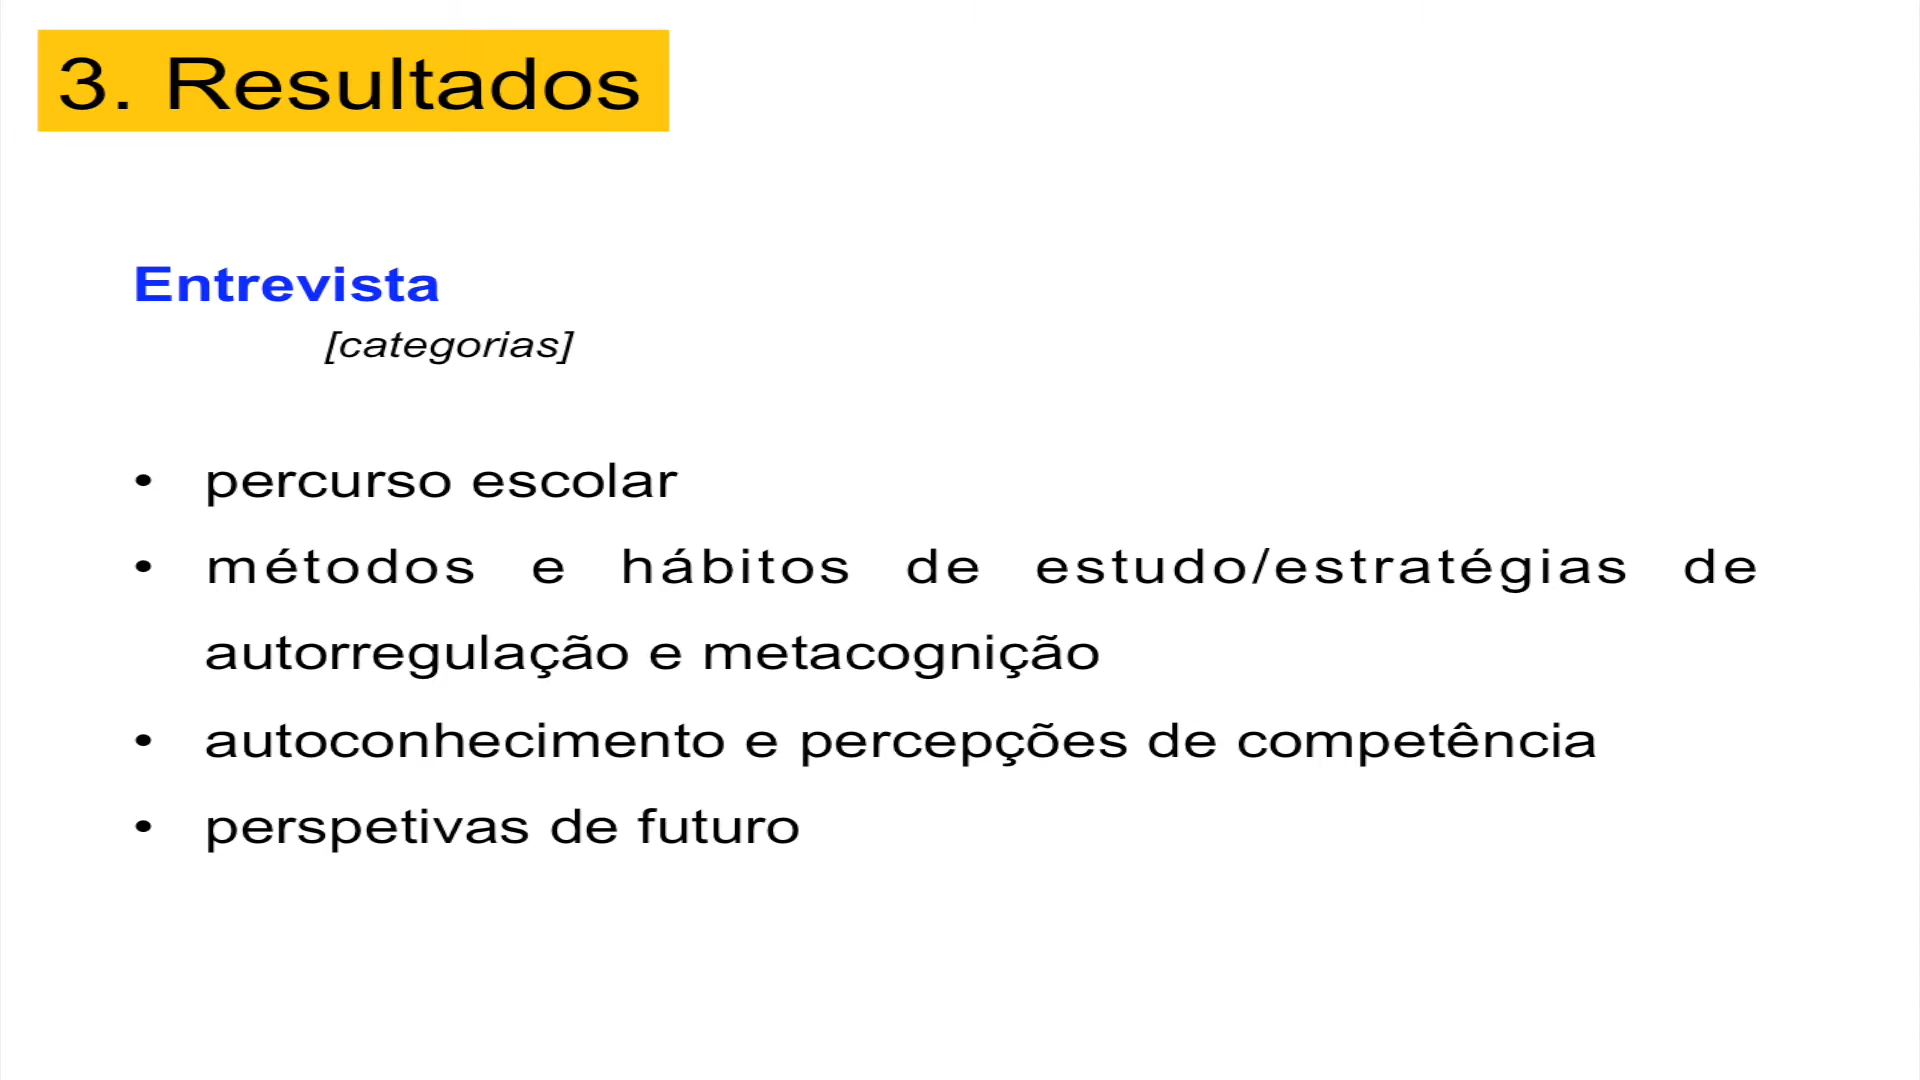 3. Resultados
Entrevista
[categorias]
• percurso escolar
• métodos e hábitos de estudo/estratégias de
autorregulação e metacognição
• autoconhecimento e percepções de competência
• perspetivas de futuro